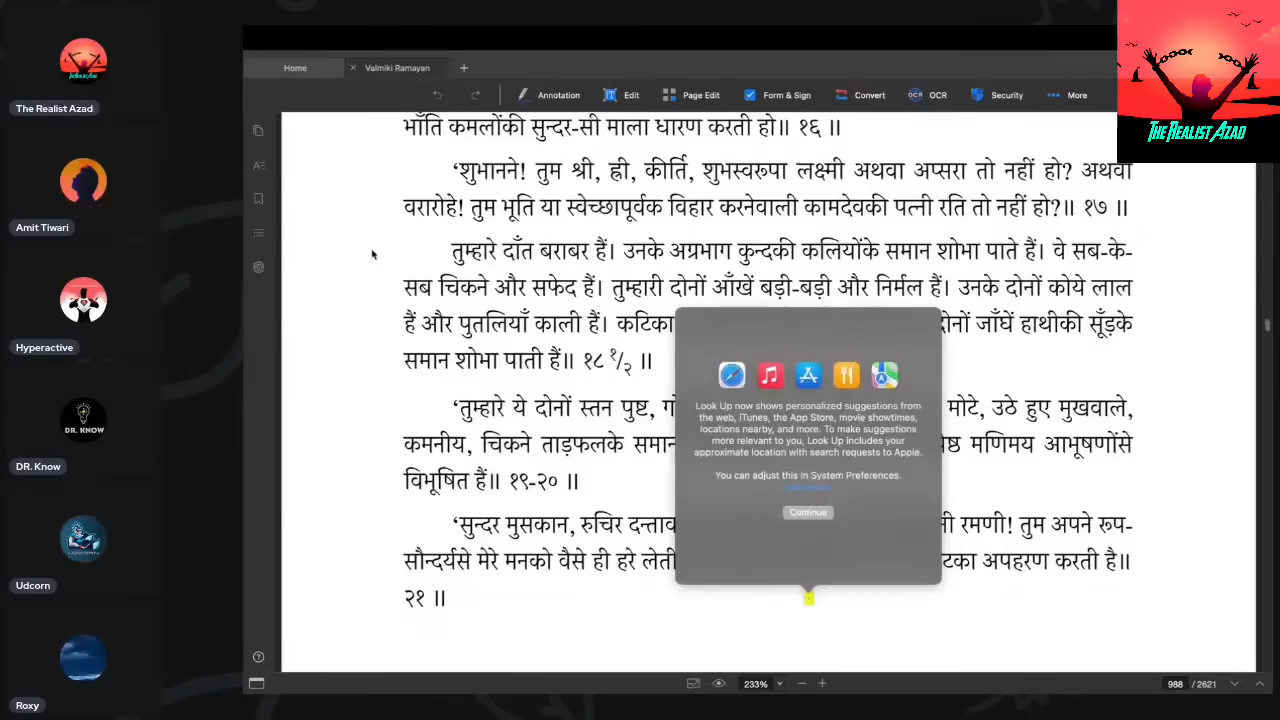 Home
Valmiki Ramayan
Annotation
Edit
Page Edit
Form & Sign
Convert
OCR
OCR
Security
More
THE REALIST AZAD
The Realist Azad
Amit Tiwari
Hyperactive
DR. KNOW
DR. Know
Udcorn
Roxy
भाँति कमलोंकी सुन्दर-सी माला धारण करती हो॥ १६ ॥
‘शुभानने! तुम श्री, ह्री, कीर्ति, शुभस्वरूपा लक्ष्मी अथवा अप्सरा तो नहीं हो? अथवा
वरारोहे! तुम भूति या स्वेच्छापूर्वक विहार करनेवाली कामदेवकी पत्नी रति तो नहीं हो?॥ १७ ॥
तुम्हारे दाँत बराबर हैं। उनके अग्रभाग कुन्दकी कलियोंके समान शोभा पाते हैं। वे सब-के-
सब चिकने और सफेद हैं। तुम्हारी दोनों आँखें बड़ी-बड़ी और निर्मल हैं। उनके दोनों कोये लाल
हैं और पुतलियाँ काली हैं। कटिका दोनों जाँघें हाथीकी सूँड़के
समान शोभा पाती हैं॥ १८ १/२ ॥
‘तुम्हारे ये दोनों स्तन पुष्ट, मोटे, उठे हुए मुखवाले,
कमनीय, चिकने ताड़फलके समान मणिमय आभूषणोंसे
विभूषित हैं॥ १९-२० ॥
‘सुन्दर मुसकान, रुचिर रमणी! तुम अपने रूप-
सौन्दर्यसे मेरे मनको वैसे ही हरे लेती अपहरण करती है॥
२१ ॥
Look Up now shows personalized suggestions from
the web, iTunes, the App Store, movie showtimes,
locations nearby, and more. To make suggestions
more relevant to you, Look Up includes your
approximate location with search requests to Apple.
You can adjust this in System Preferences.
Continue
233%
988 / 2621